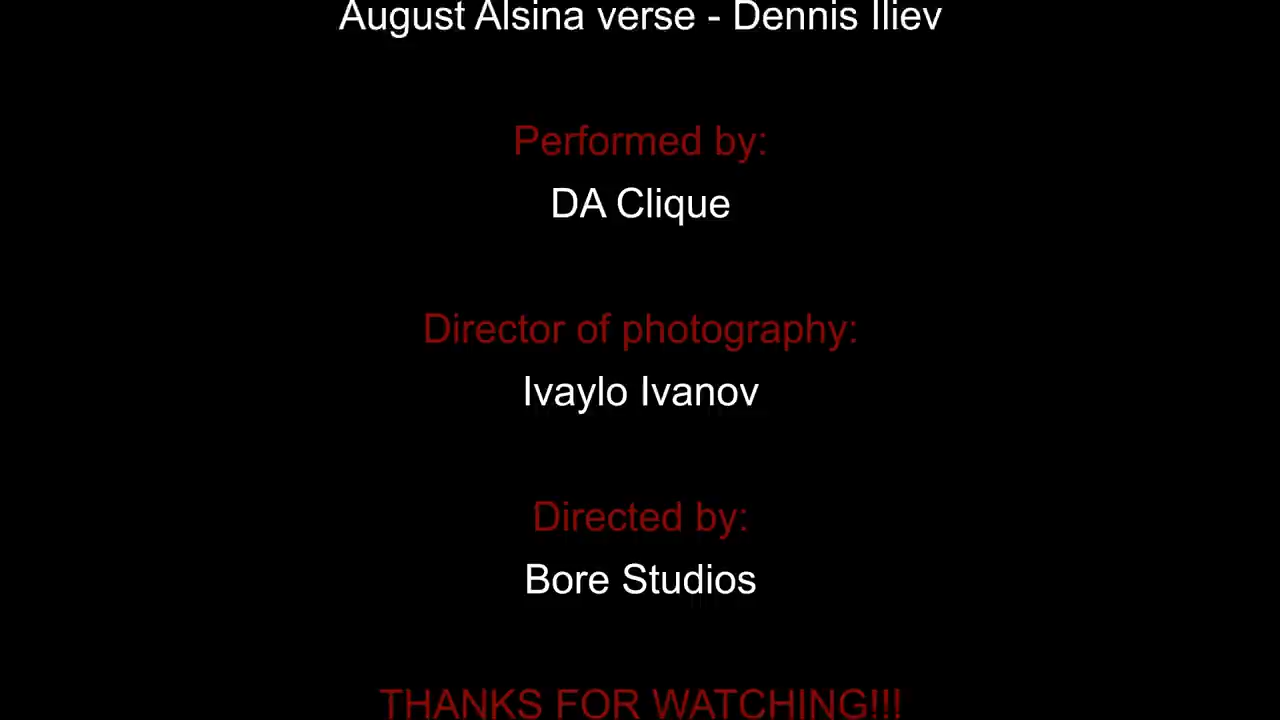 August Alsina verse - Dennis Iliev
Performed by:
DA Clique
Director of photography:
Ivaylo Ivanov
Directed by:
Bore Studios
THANKS FOR WATCHING!!!